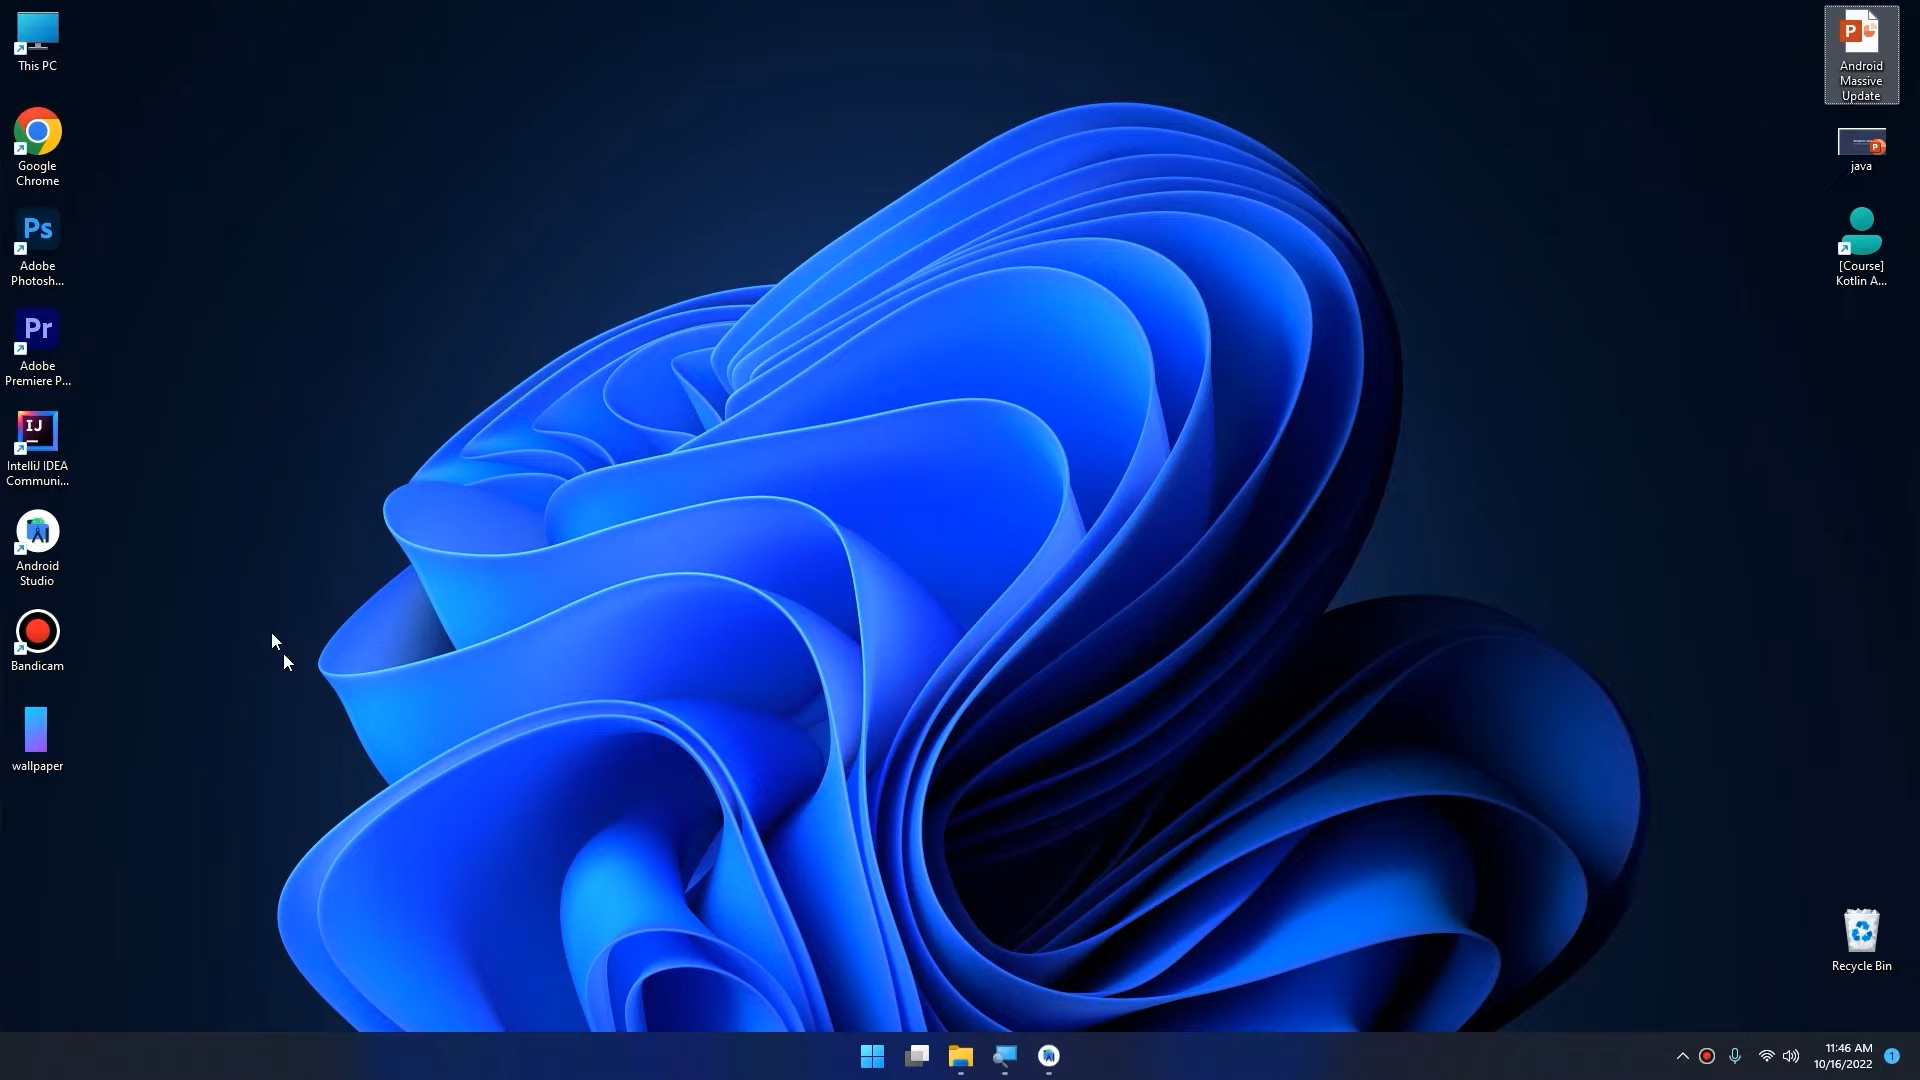 This PC
Google
Chrome
Ps
Adobe
Photosh...
Pr
Adobe
Premiere P...
IJ
IntelliJ IDEA
Communi...
Android
Studio
Bandicam
wallpaper
P
Android
Massive
Update
P
java
[Course]
Kotlin A...
Recycle Bin
11:46 AM
10/16/2022
1